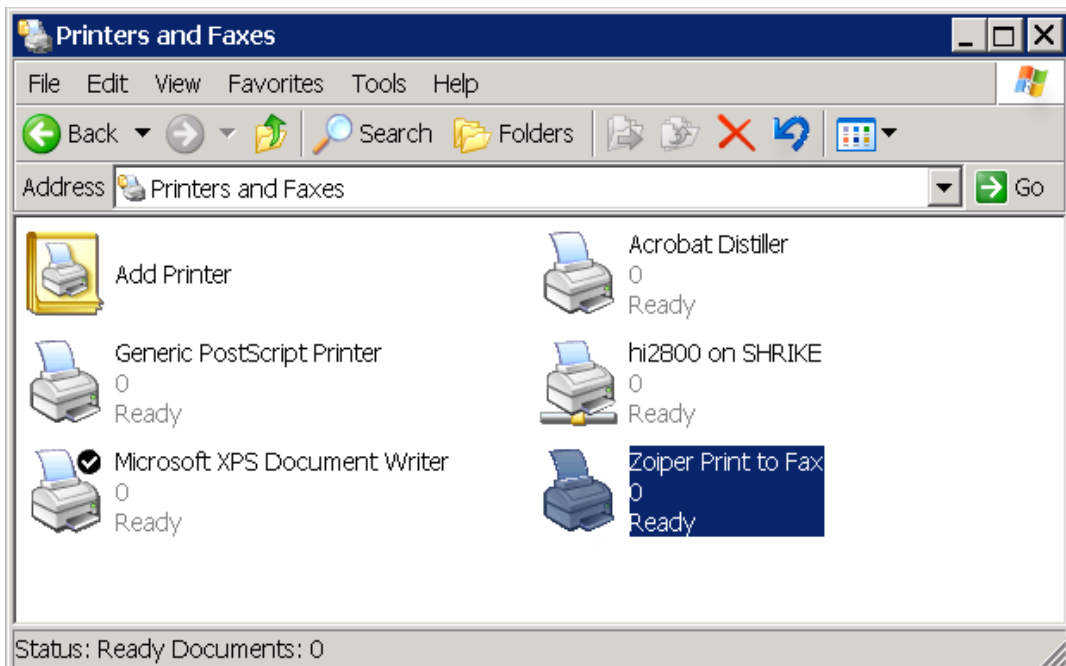 Printers and Faxes
File Edit View Favorites Tools Help
Back Search Folders
Address Printers and Faxes Go
Add Printer
Acrobat Distiller
0
Ready
Generic PostScript Printer
0
Ready
hi2800 on SHRIKE
0
Ready
Microsoft XPS Document Writer
0
Ready
Zoiper Print to Fax
0
Ready
Status: Ready Documents: 0